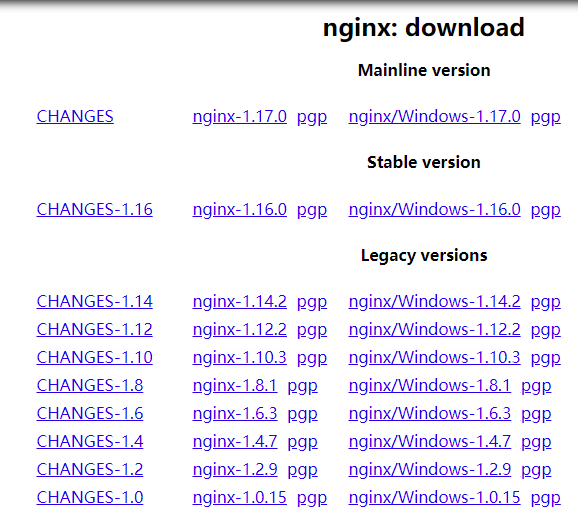 nginx: download
Mainline version
CHANGES nginx-1.17.0 pgp nginx/Windows-1.17.0 pgp
Stable version
CHANGES-1.16 nginx-1.16.0 pgp nginx/Windows-1.16.0 pgp
Legacy versions
CHANGES-1.14 nginx-1.14.2 pgp nginx/Windows-1.14.2 pgp
CHANGES-1.12 nginx-1.12.2 pgp nginx/Windows-1.12.2 pgp
CHANGES-1.10 nginx-1.10.3 pgp nginx/Windows-1.10.3 pgp
CHANGES-1.8 nginx-1.8.1 pgp nginx/Windows-1.8.1 pgp
CHANGES-1.6 nginx-1.6.3 pgp nginx/Windows-1.6.3 pgp
CHANGES-1.4 nginx-1.4.7 pgp nginx/Windows-1.4.7 pgp
CHANGES-1.2 nginx-1.2.9 pgp nginx/Windows-1.2.9 pgp
CHANGES-1.0 nginx-1.0.15 pgp nginx/Windows-1.0.15 pgp